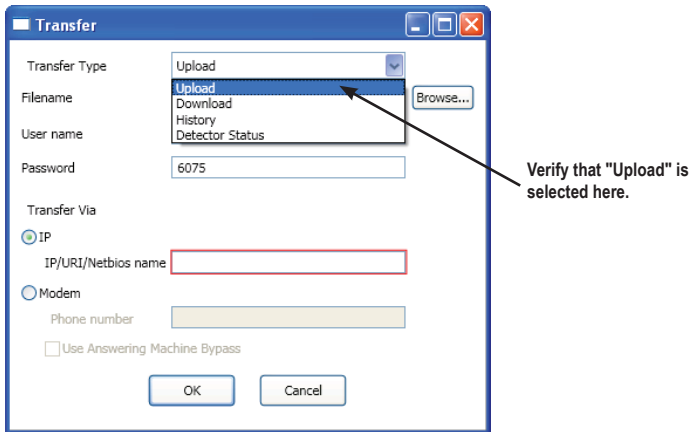 Transfer
Transfer Type
Upload
Upload
Download
History
Detector Status
Filename
Browse...
User name
Password
6075
Verify that "Upload" is
selected here.
Transfer Via
IP
IP/URI/Netbios name
Modem
Phone number
Use Answering Machine Bypass
OK
Cancel